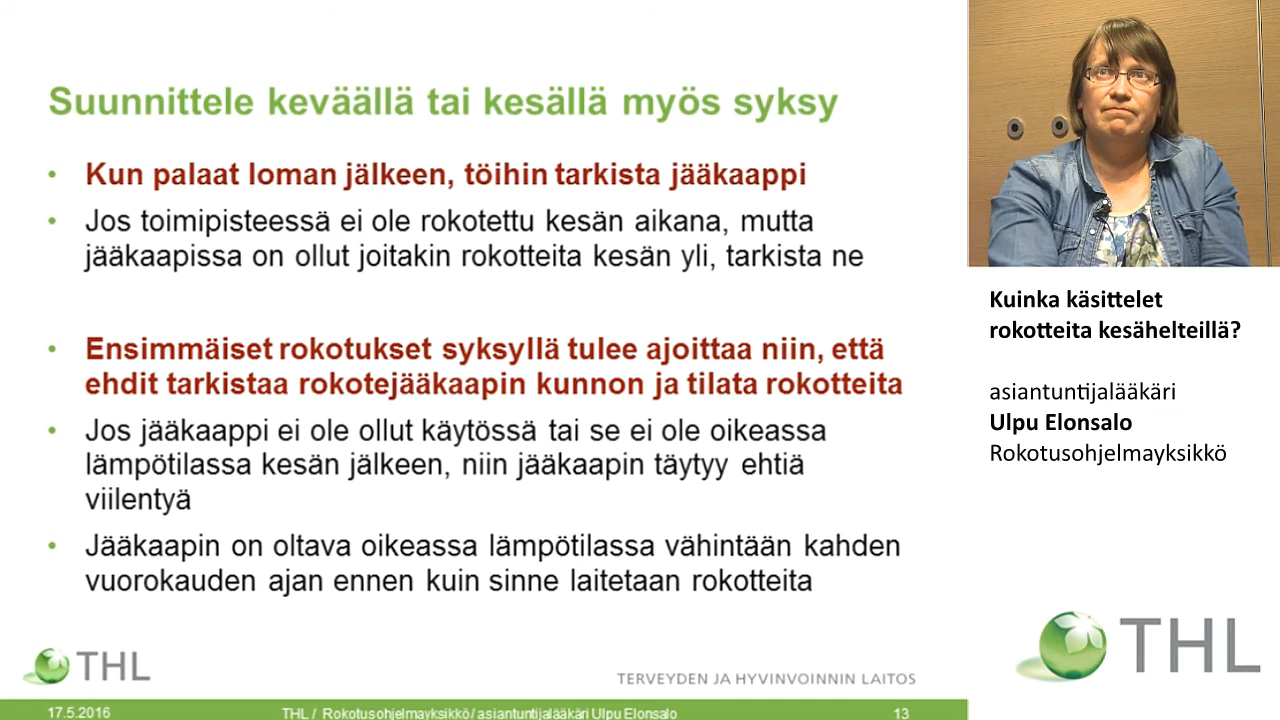 Suunnittele keväällä tai kesällä myös syksy
• Kun palaat loman jälkeen, töihin tarkista jääkaappi
• Jos toimipisteessä ei ole rokotettu kesän aikana, mutta
jääkaapissa on ollut joitakin rokotteita kesän yli, tarkista ne
• Ensimmäiset rokotukset syksyllä tulee ajoittaa niin, että
ehdit tarkistaa rokotejääkaapin kunnon ja tilata rokotteita
• Jos jääkaappi ei ole ollut käytössä tai se ei ole oikeassa
lämpötilassa kesän jälkeen, niin jääkaapin täytyy ehtiä
viilentyä
• Jääkaapin on oltava oikeassa lämpötilassa vähintään kahden
vuorokauden ajan ennen kuin sinne laitetaan rokotteita
THL
TERVEYDEN JA HYVINVOINNIN LAITOS
17.5.2016
THL / Rokotusohjelmayksikkö / asiantuntijalääkäri Ulpu Elonsalo
13
Kuinka käsittelet
rokotteita kesähelteillä?
asiantuntijalääkäri
Ulpu Elonsalo
Rokotusohjelmayksikkö
THL